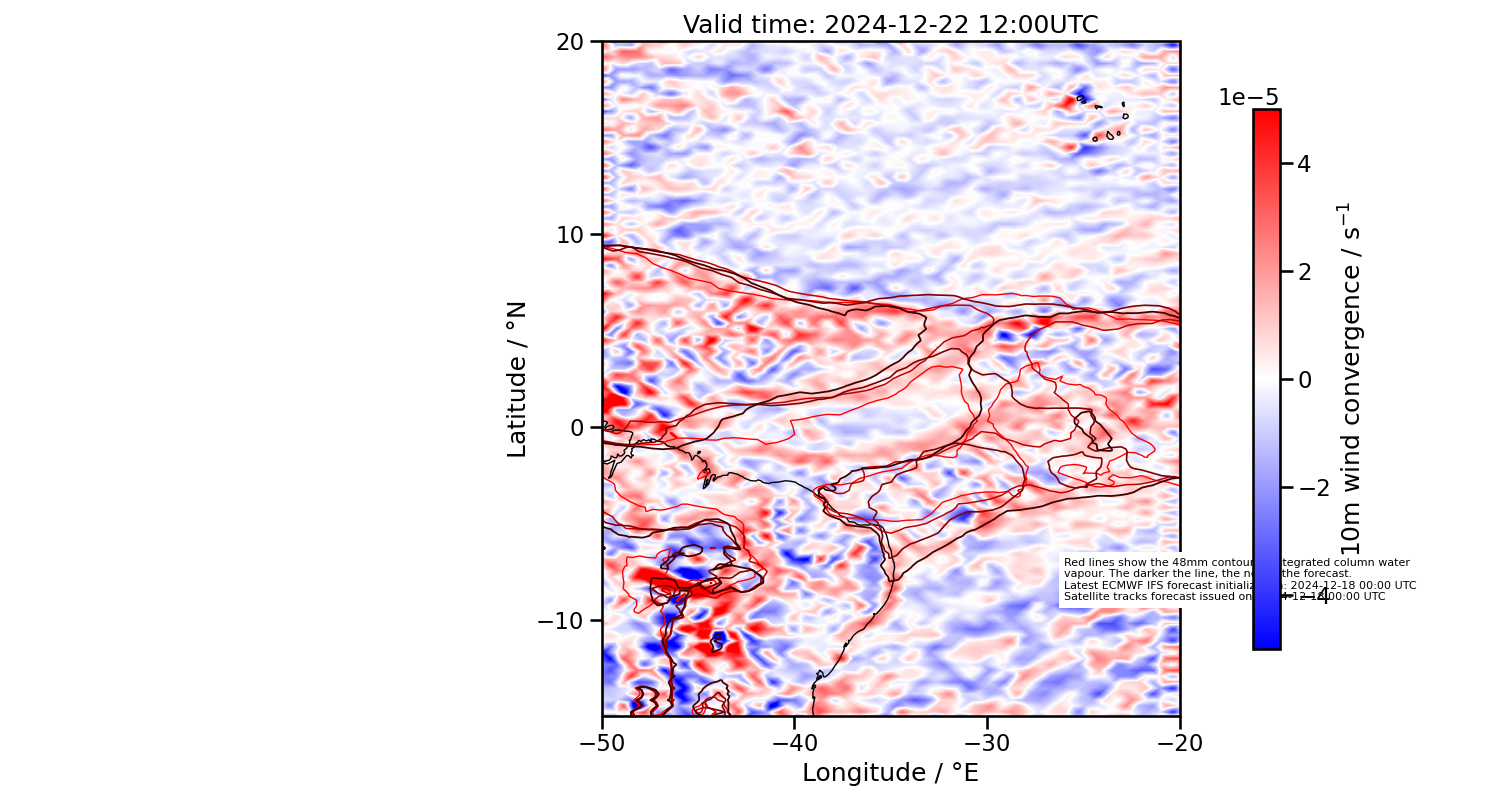 Valid time: 2024-12-22 12:00UTC
1e−5
20
10
0
−10
−50
−40
−30
−20
Latitude / °N
Longitude / °E
4
2
0
−2
−4
10m wind convergence / s⁻¹
Red lines show the 48mm contour integrated column water
vapour. The darker the line, the the forecast.
Latest ECMWF IFS forecast 2024-12-18 00:00 UTC
Satellite tracks forecast issued on 00:00 UTC